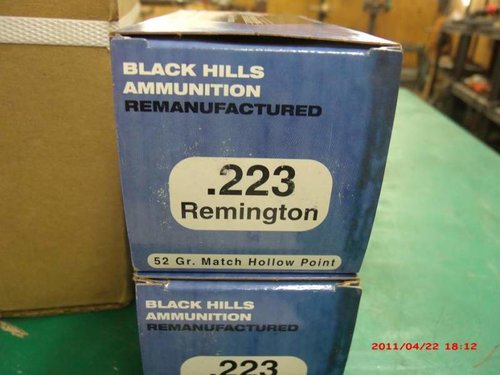 BLACK HILLS
AMMUNITION
REMANUFACTURED
.223
Remington
52 Gr. Match Hollow Point
BLACK HILLS
AMMUNITION
REMANUFACTURED
.223
2011/04/22 18:12